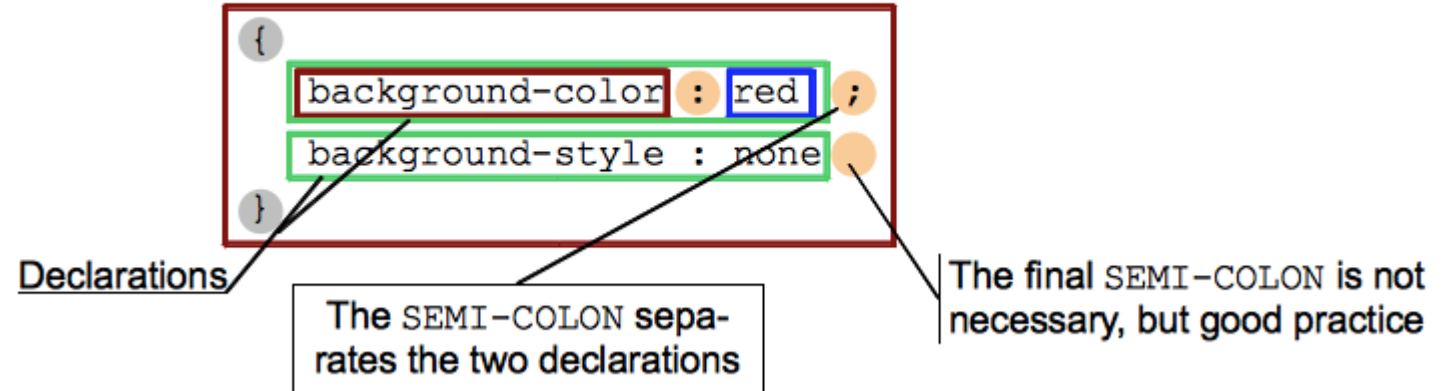 {
background-color : red ;
background-style : none
}
Declarations
The SEMI-COLON sepa-
rates the two declarations
The final SEMI-COLON is not
necessary, but good practice